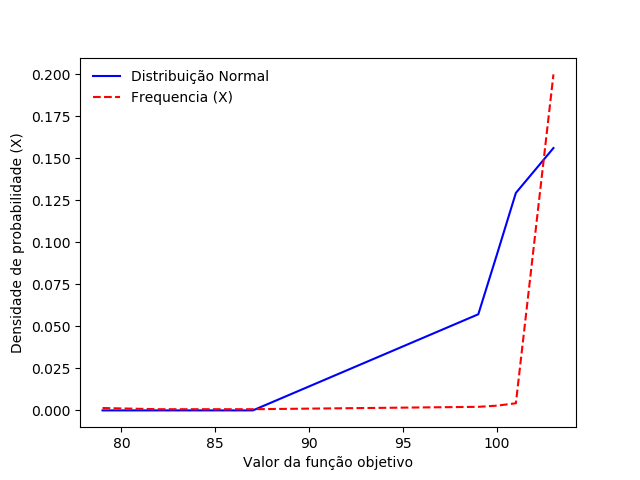 Distribuição Normal
Frequencia (X)
Densidade de probabilidade (X)
0.200
0.175
0.150
0.125
0.100
0.075
0.050
0.025
0.000
80 85 90 95 100
Valor da função objetivo